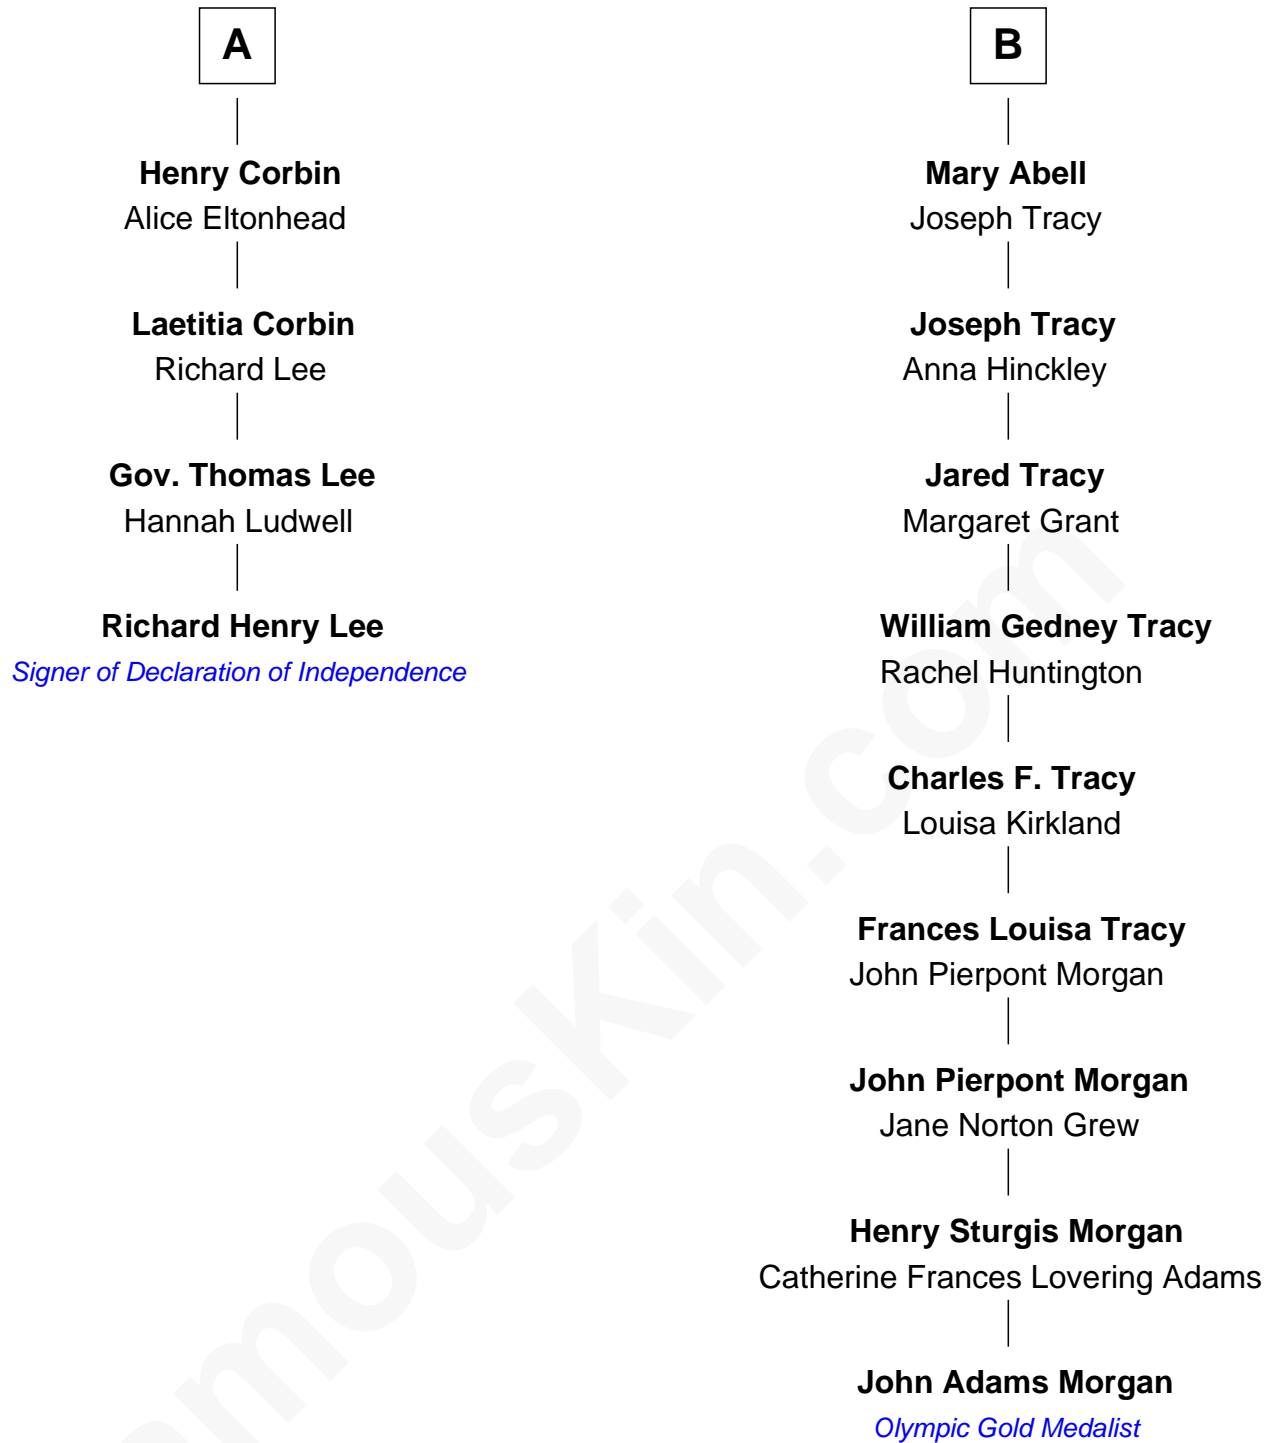 A
Henry Corbin
Alice Eltonhead
Laetitia Corbin
Richard Lee
Gov. Thomas Lee
Hannah Ludwell
Richard Henry Lee
Signer of Declaration of Independence
B
Mary Abell
Joseph Tracy
Joseph Tracy
Anna Hinckley
Jared Tracy
Margaret Grant
William Gedney Tracy
Rachel Huntington
Charles F. Tracy
Louisa Kirkland
Frances Louisa Tracy
John Pierpont Morgan
John Pierpont Morgan
Jane Norton Grew
Henry Sturgis Morgan
Catherine Frances Lovering Adams
John Adams Morgan
Olympic Gold Medalist
amouskin.com